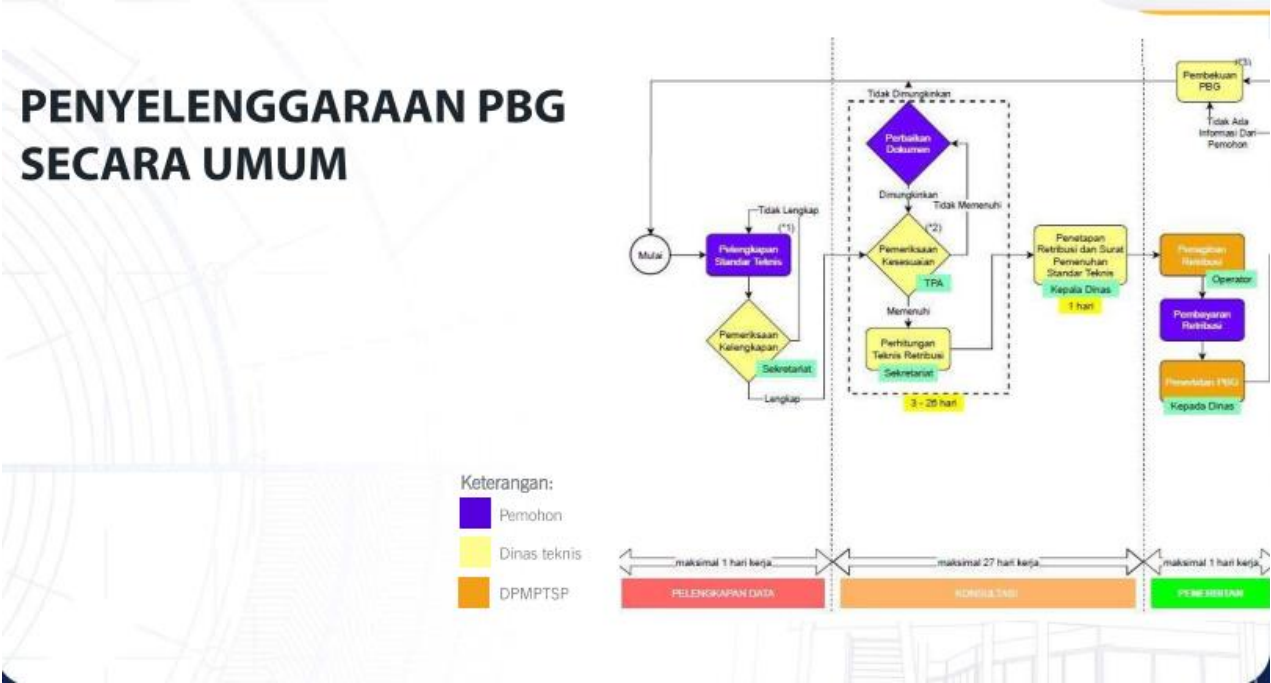 PENYELENGGARAAN PBG
SECARA UMUM
Keterangan:
Pemohon
Dinas teknis
DPMPTSP
Mulai
Tidak Lengkap
(*1)
Pelengkapan
Standar Teknis
Pemeriksaan
Kelengkapan
Sekretariat
Lengkap
Tidak Dimungkinkan
Perbaikan
Dokumen
Dimungkinkan
Tidak Memenuhi
(*2)
Pemeriksaan
Kesesuaian
TPA
Memenuhi
Perhitungan
Teknis Retribusi
Sekretariat
3 - 26 hari
Penetapan
Retribusi dan Surat
Pemenuhan
Standar Teknis
Kepala Dinas
1 hari
Pembekuan
PBG
Tidak Ada
Informasi Dari
Pemohon
Penagihan
Retribusi
Operator
Pembayaran
Retribusi
Penerbitan PBG
Kepada Dinas
maksimal 1 hari kerja
maksimal 27 hari kerja
maksimal 1 hari kerja
PELENGKAPAN DATA
KONSULTASI
PENERBITAN